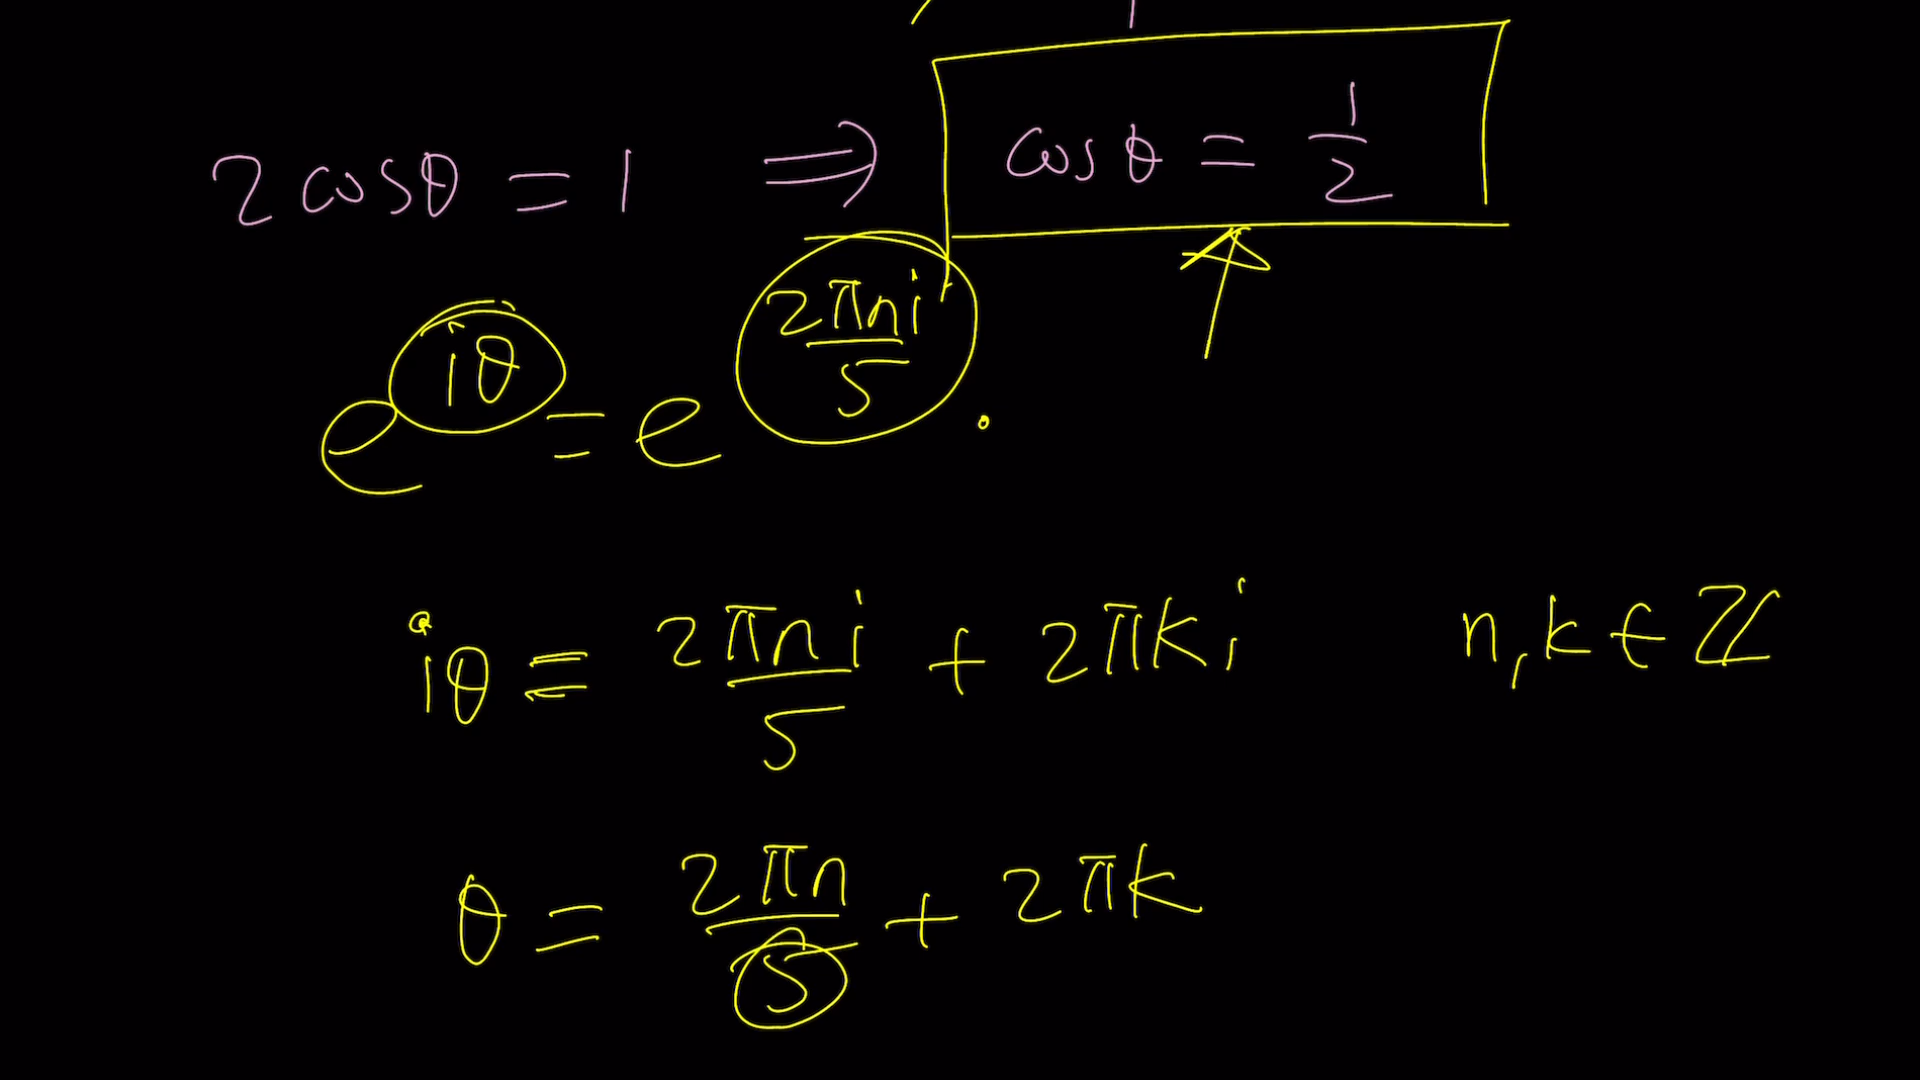 2cosθ = 1 ⇒ cosθ = 1/2
e^(iθ) = e^(2πni/5).
iθ = 2πni/5 + 2πki n, k ∈ ℤ
θ = 2πn/5 + 2πk